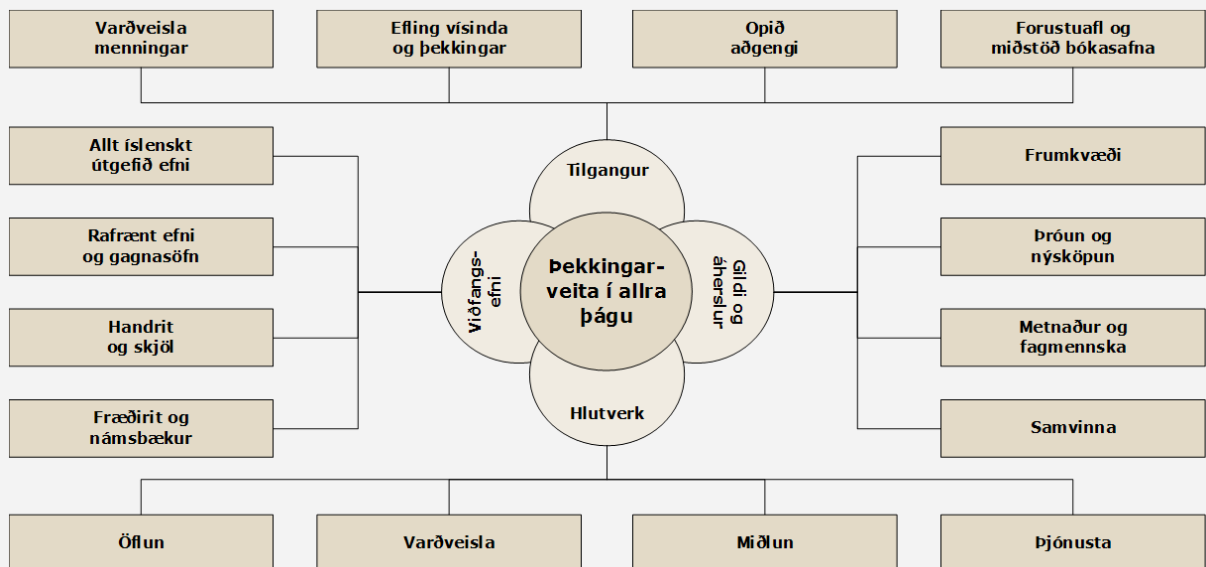 Varðveisla
menningar
Efling vísinda
og þekkingar
Opið
aðgengi
Forustuafl og
miðstöð bókasafna
Allt íslenskt
útgefið efni
Rafrænt efni
og gagnasöfn
Handrit
og skjöl
Fræðirit og
námsbækur
Tilgangur
Viðfangs-
efni
Þekkingar-
veita í allra
þágu
Gildi og
áherslur
Hlutverk
Frumkvæði
Þróun og
nýsköpun
Metnaður og
fagmennska
Samvinna
Öflun
Varðveisla
Miðlun
Þjónusta